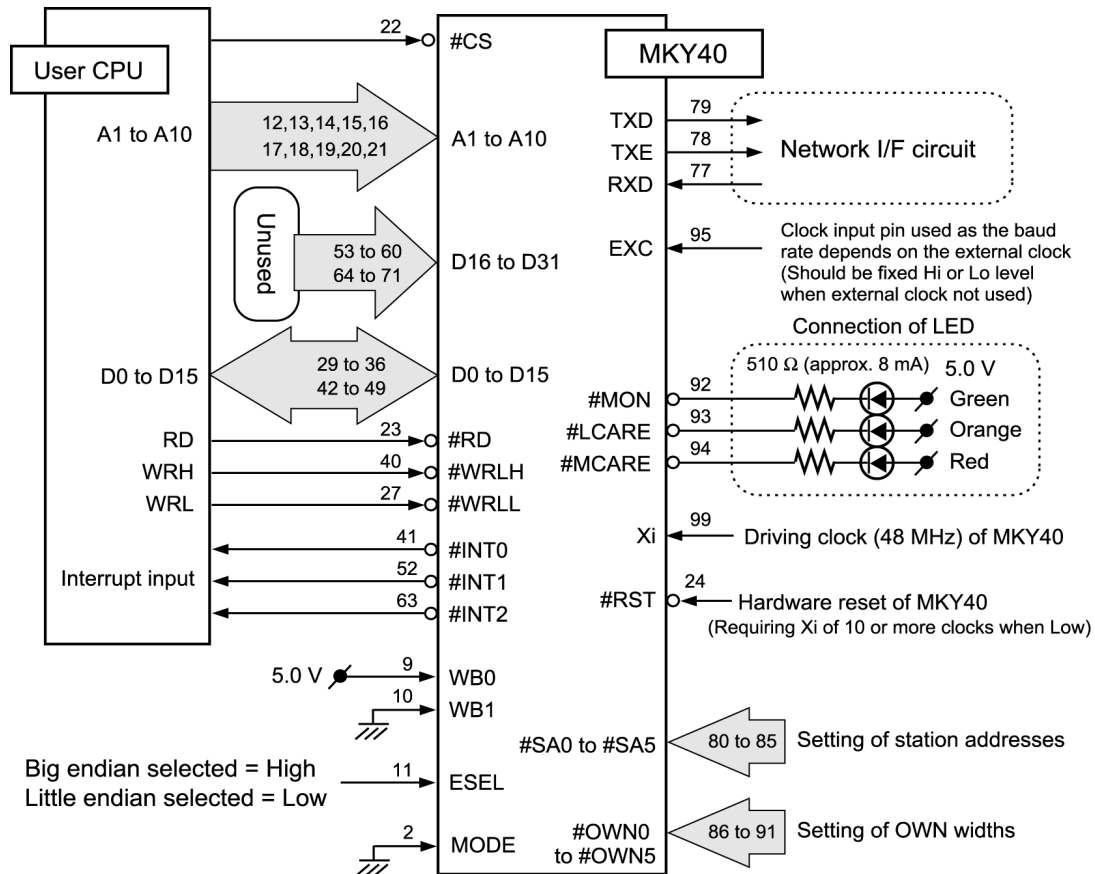 22
#CS
User CPU
MKY40
A1 to A10
12,13,14,15,16
17,18,19,20,21
A1 to A10
TXD
79
TXE
78
RXD
77
Network I/F circuit
Unused
53 to 60
64 to 71
D16 to D31
EXC
95
Clock input pin used as the baud
rate depends on the external clock
(Should be fixed Hi or Lo level
when external clock not used)
Connection of LED
D0 to D15
29 to 36
42 to 49
D0 to D15
510 Ω (approx. 8 mA)
5.0 V
#MON
92
Green
#LCARE
93
Orange
#MCARE
94
Red
RD
23
#RD
WRH
40
#WRLH
WRL
27
#WRLL
Interrupt input
41
#INT0
52
#INT1
63
#INT2
Xi
99
Driving clock (48 MHz) of MKY40
#RST
24
Hardware reset of MKY40
(Requiring Xi of 10 or more clocks when Low)
5.0 V
9
WB0
10
WB1
#SA0 to #SA5
80 to 85
Setting of station addresses
Big endian selected = High
Little endian selected = Low
11
ESEL
2
MODE
#OWN0
to #OWN5
86 to 91
Setting of OWN widths